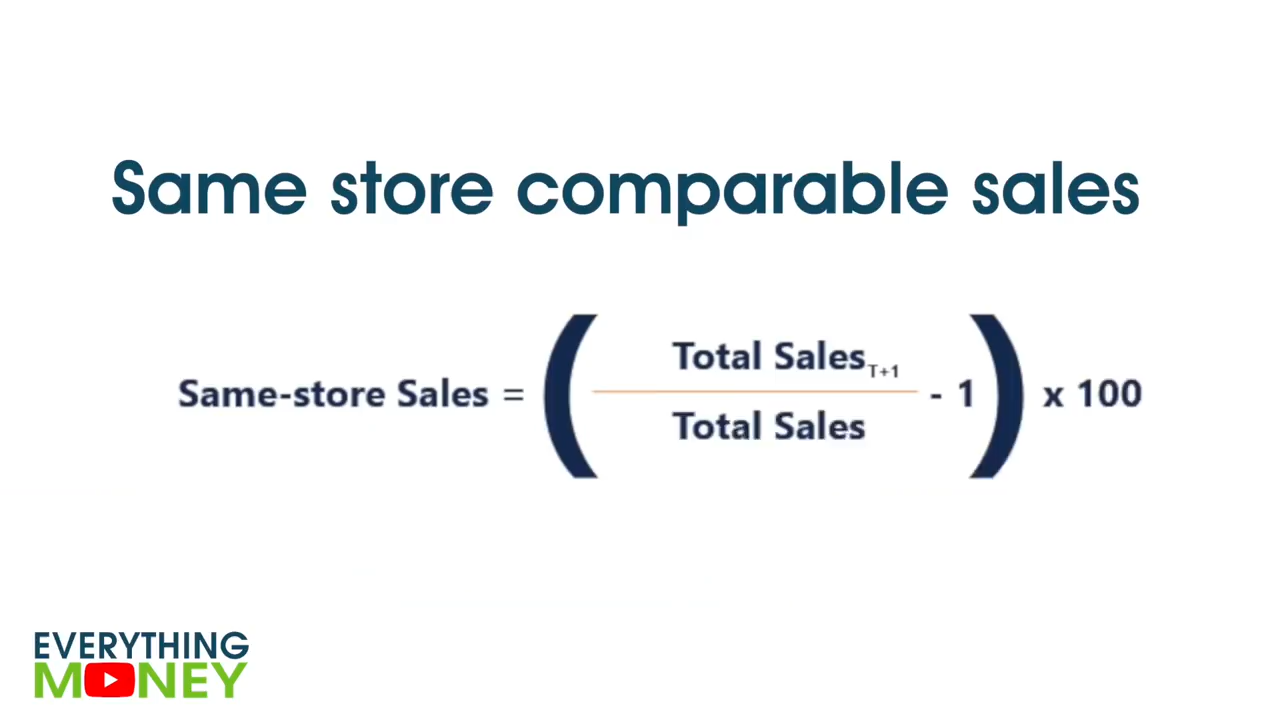 Same store comparable sales
Total Sales T+1
Same-store Sales = ( - 1 ) x 100
Total Sales
EVERYTHING
MONEY